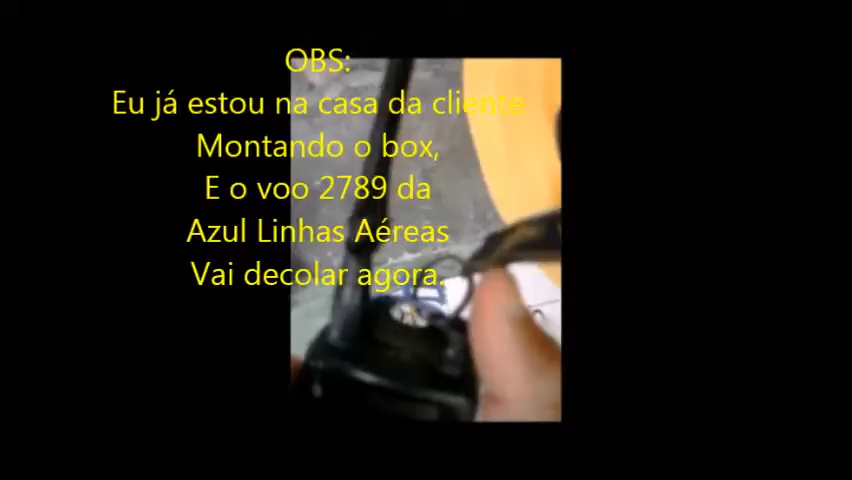 OBS:
Eu já estou na casa da cliente
Montando o box,
E o voo 2789 da
Azul Linhas Aéreas
Vai decolar agora.